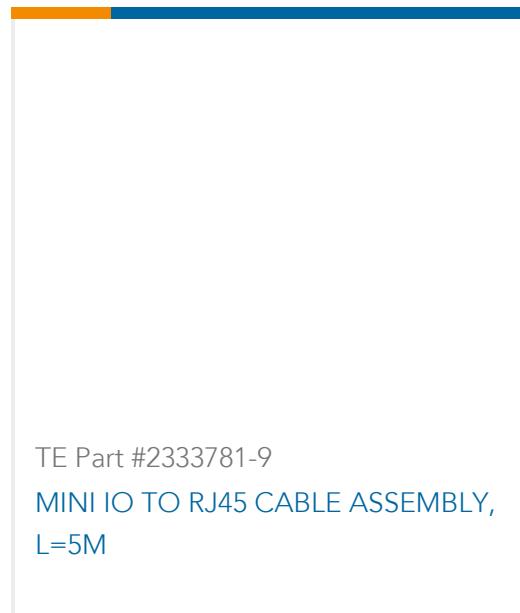 TE Part #2333781-9
MINI IO TO RJ45 CABLE ASSEMBLY,
L=5M